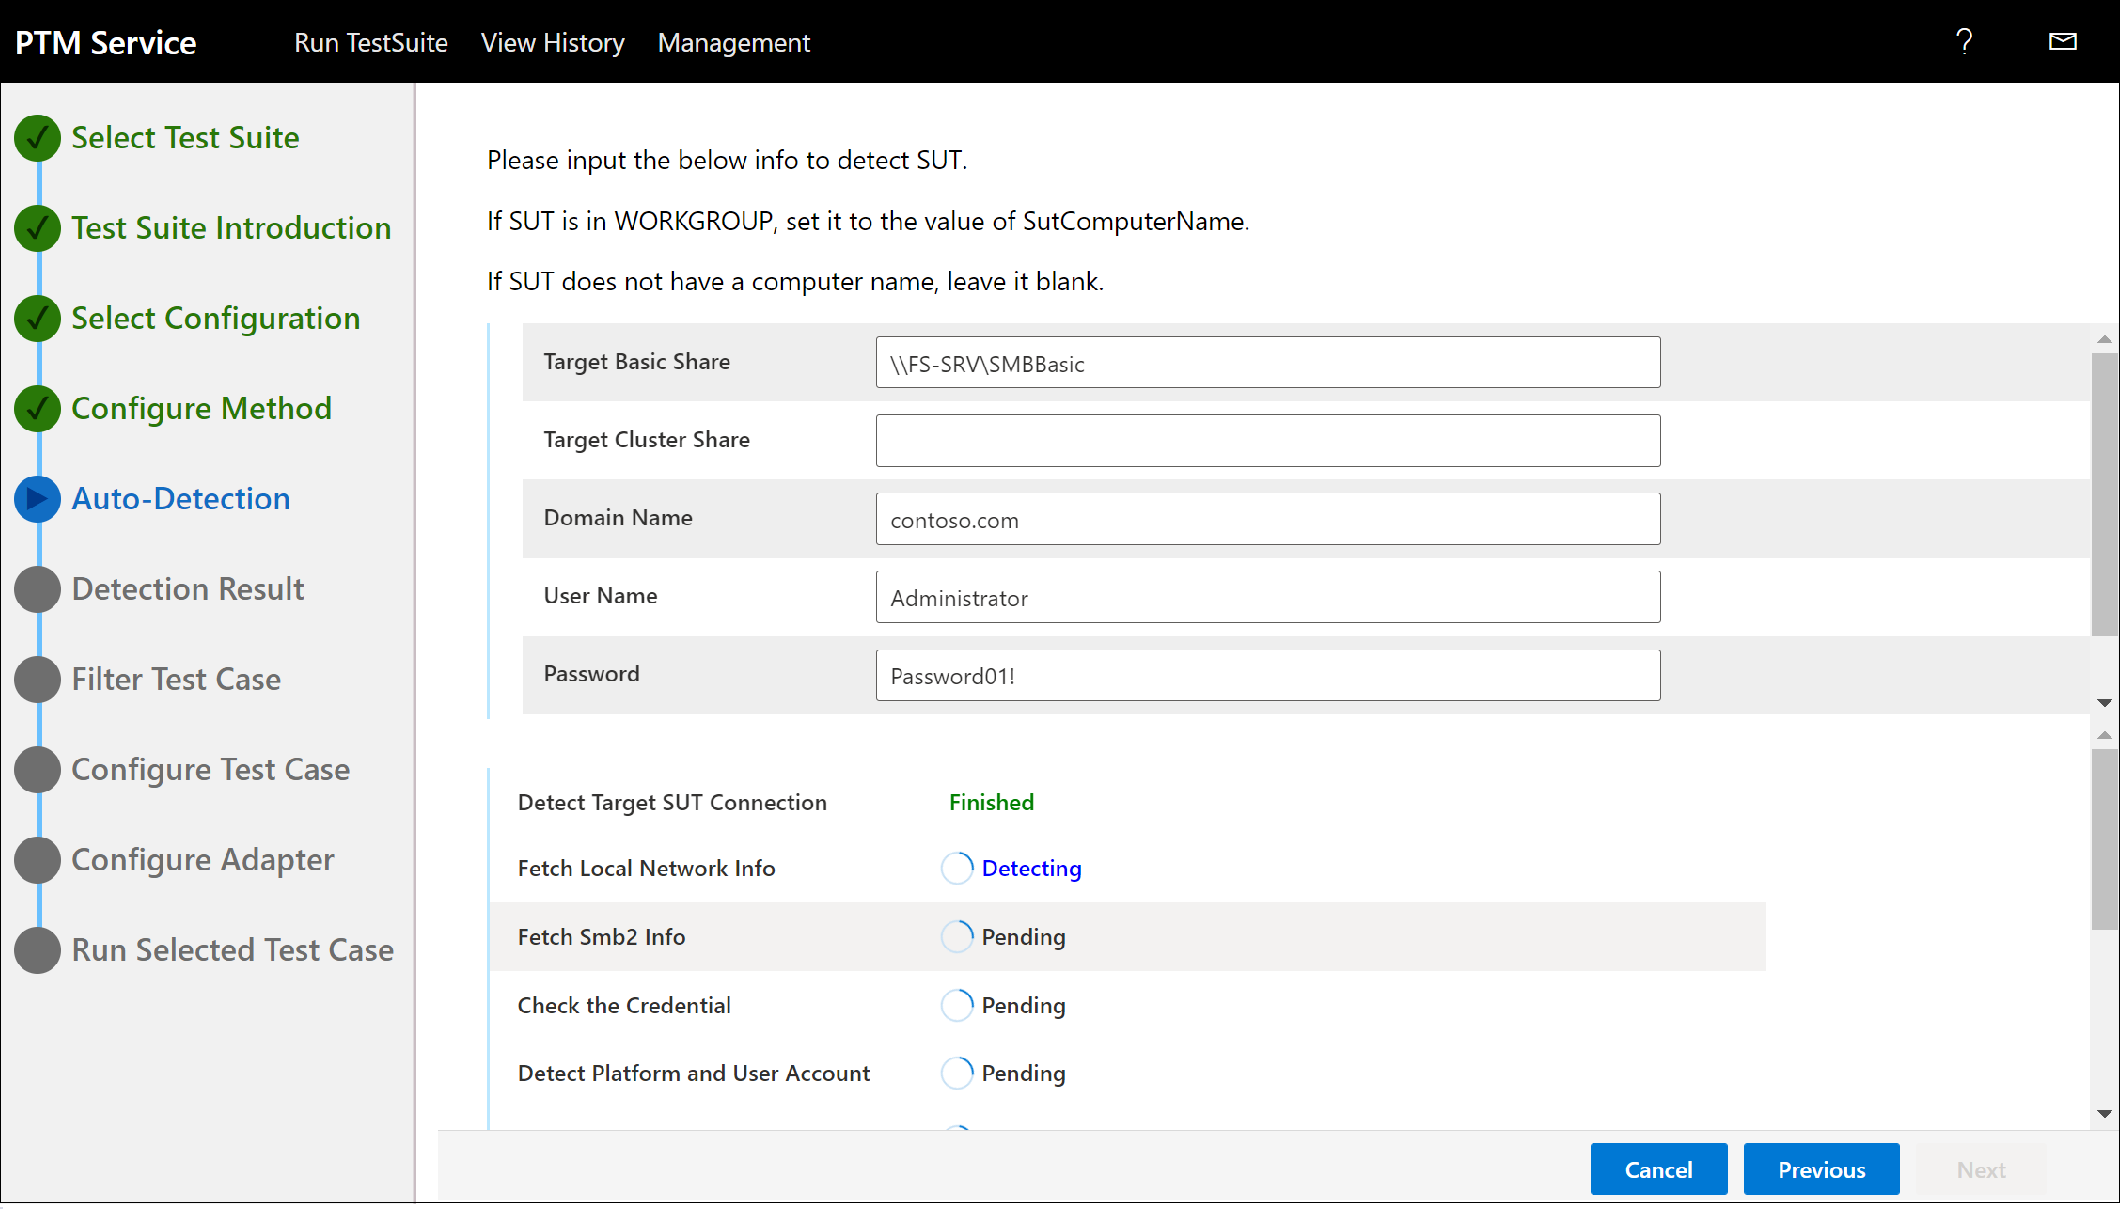 PTM Service
Run TestSuite
View History
Management
?
Select Test Suite
Test Suite Introduction
Select Configuration
Configure Method
Auto-Detection
Detection Result
Filter Test Case
Configure Test Case
Configure Adapter
Run Selected Test Case
Please input the below info to detect SUT.
If SUT is in WORKGROUP, set it to the value of SutComputerName.
If SUT does not have a computer name, leave it blank.
Target Basic Share \\FS-SRV\SMBBasic
Target Cluster Share
Domain Name contoso.com
User Name Administrator
Password Password01!
Detect Target SUT Connection Finished
Fetch Local Network Info Detecting
Fetch Smb2 Info Pending
Check the Credential Pending
Detect Platform and User Account Pending
Cancel
Previous
Next